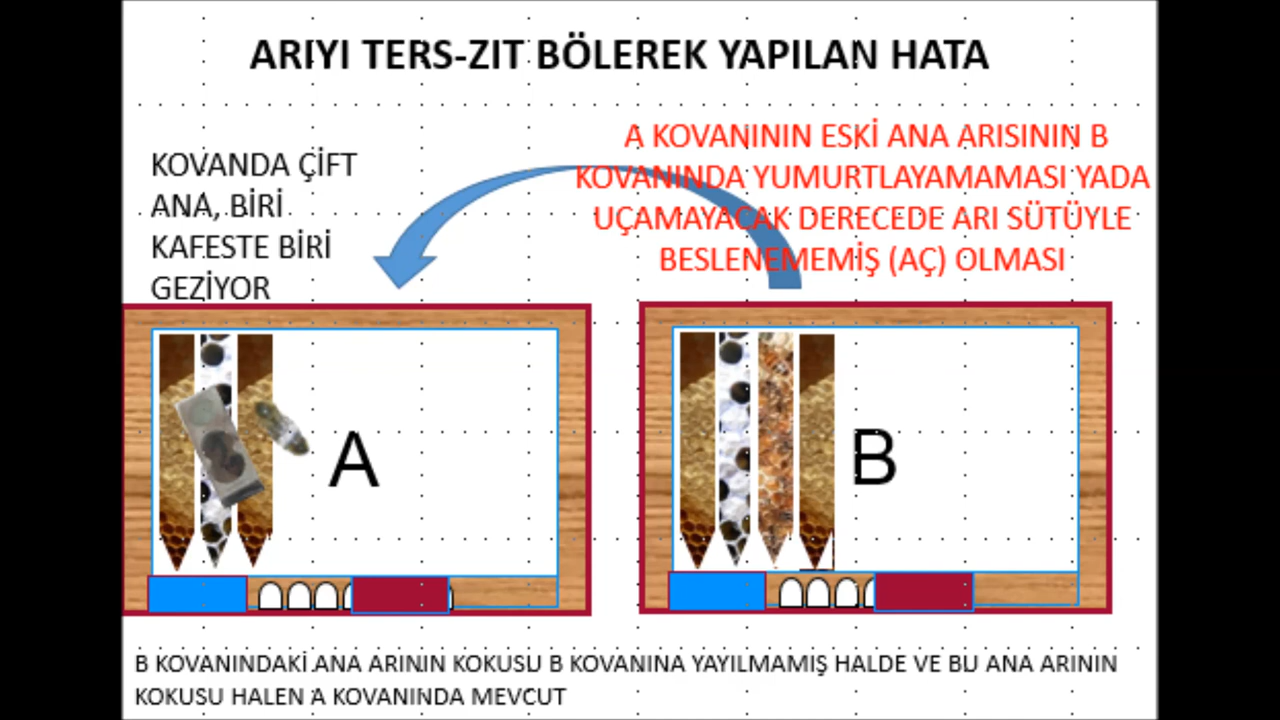 ARIYI TERS-ZIT BÖLEREK YAPILAN HATA
KOVANDA ÇİFT
ANA, BİRİ
KAFESTE BİRİ
GEZİYOR
A KOVANININ ESKİ ANA ARISININ B
KOVANINDA YUMURTLAYAMAMASI YADA
UÇAMAYACAK DERECEDE ARI SÜTÜYLE
BESLENEMEMİŞ (AÇ) OLMASI
A
B
B KOVANINDAKİ ANA ARININ KOKUSU B KOVANINA YAYILMAMIŞ HALDE VE BU ANA ARININ
KOKUSU HALEN A KOVANINDA MEVCUT